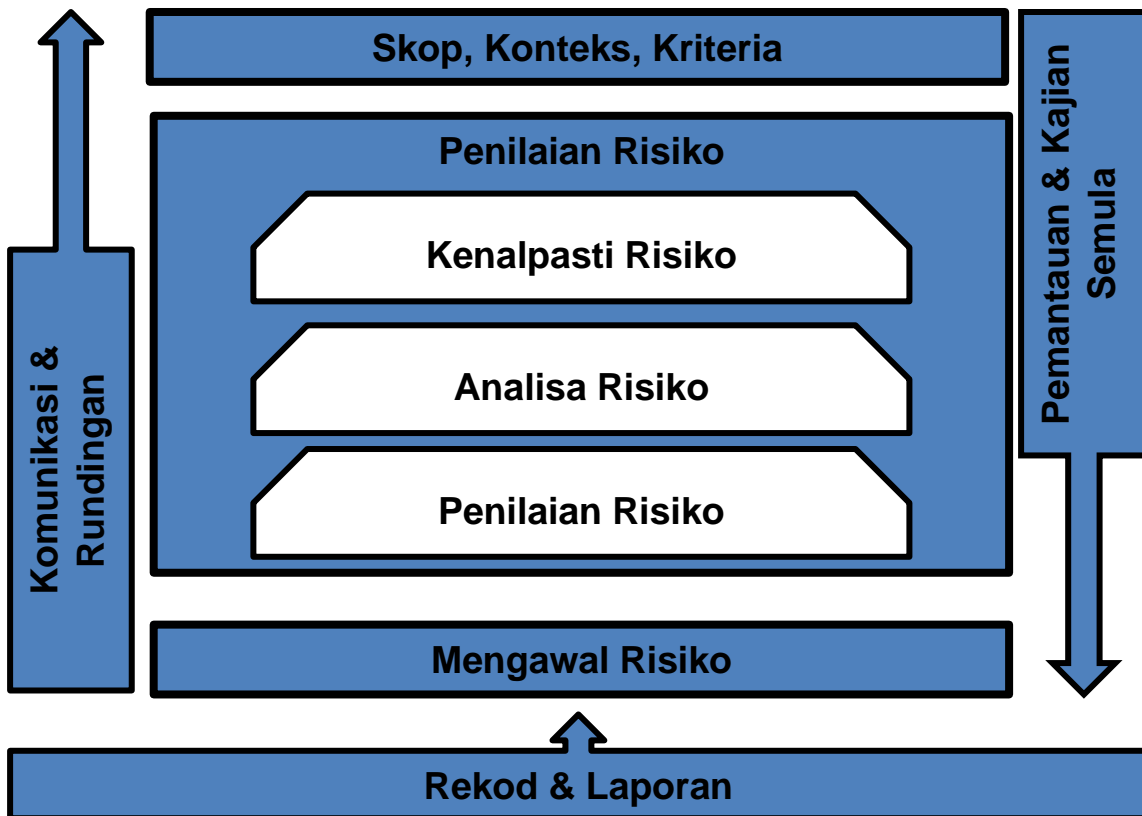 Skop, Konteks, Kriteria
Penilaian Risiko
Kenalpasti Risiko
Analisa Risiko
Penilaian Risiko
Mengawal Risiko
Rekod & Laporan
Komunikasi &
Rundingan
Pemantauan & Kajian
Semula